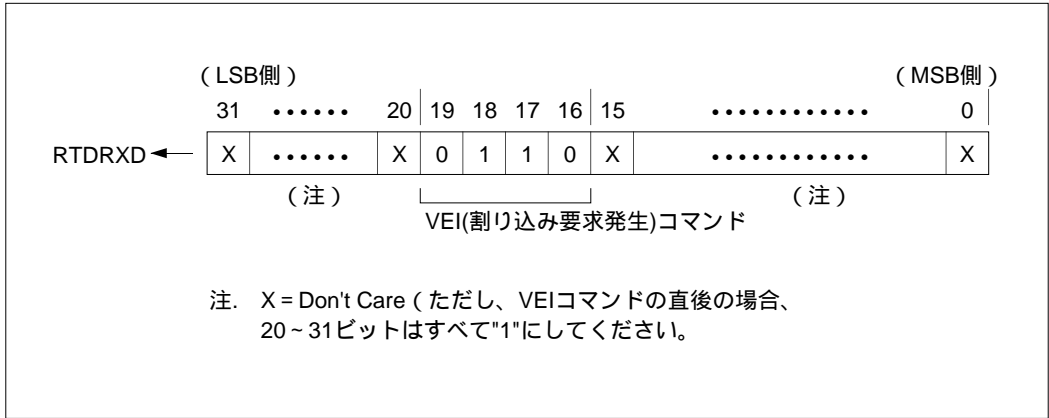 (LSB側) (MSB側)
31 •••••• 20 19 18 17 16 15 •••••••••••• 0
RTDRXD X •••••• X 0 1 1 0 X •••••••••••• X
(注) (注)
VEI(割り込み要求発生)コマンド
注. X = Don't Care (ただし、VEIコマンドの直後の場合、
20~31ビットはすべて"1"にしてください。